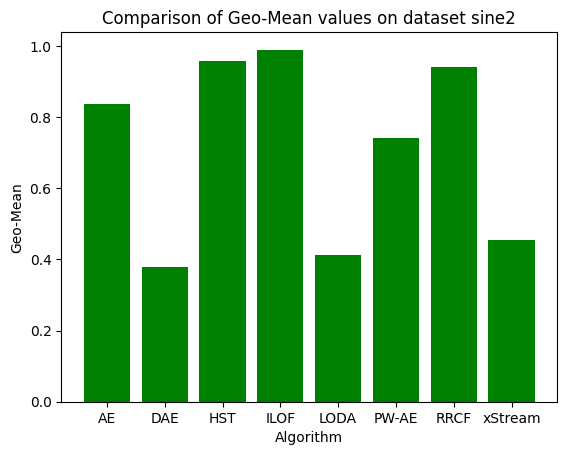 Comparison of Geo-Mean values on dataset sine2
1.0
0.8
0.6
0.4
0.2
0.0
Geo-Mean
AE DAE HST ILOF LODA PW-AE RRCF xStream
Algorithm